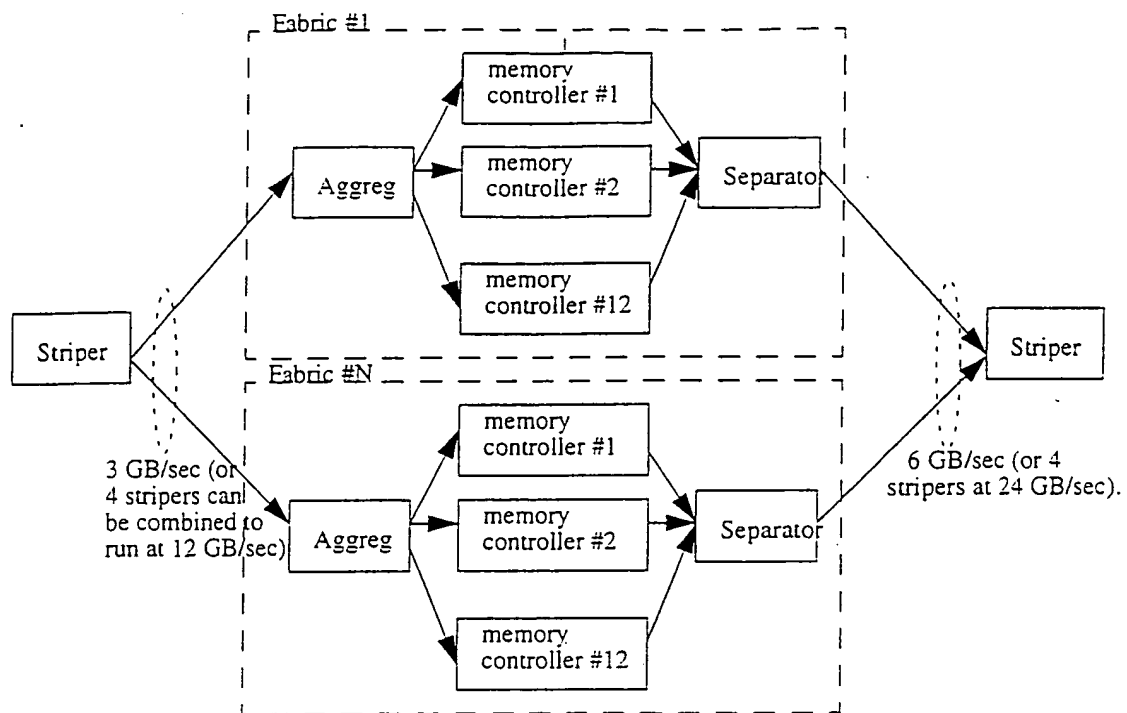 Eabric #1
memory
controller #1
Aggreg
memory
controller #2
Separator
memory
controller #12
Striper
Striper
Eabric #N
memory
controller #1
3 GB/sec (or
4 stripers can
be combined to
run at 12 GB/sec)
6 GB/sec (or 4
stripers at 24 GB/sec).
Aggreg
memory
controller #2
Separator
memory
controller #12